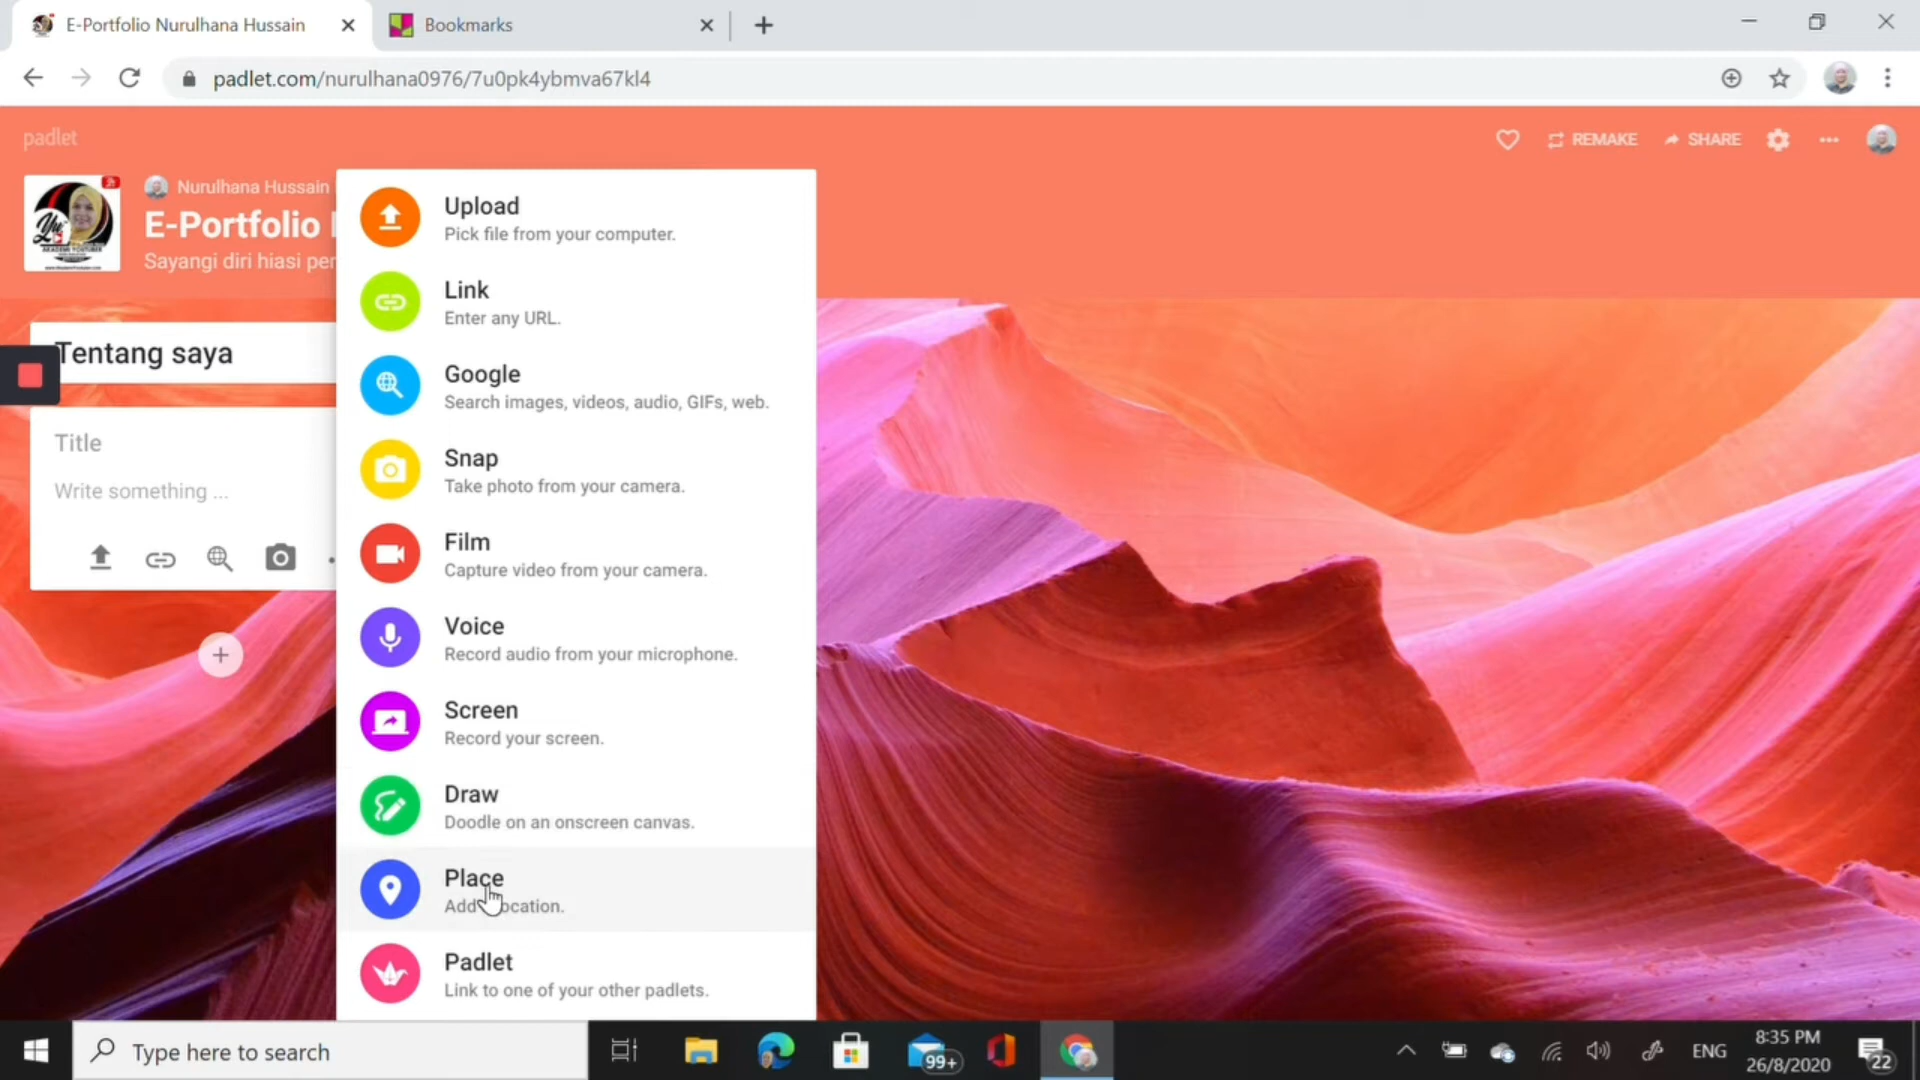 E-Portfolio Nurulhana Hussain
Bookmarks
padlet.com/nurulhana0976/7u0pk4ybmva67kl4
padlet
REMAKE
SHARE
Nurulhana Hussain
E-Portfolio
Sayangi diri hiasi
Tentang saya
Title
Write something ...
Upload
Pick file from your computer.
Link
Enter any URL.
Google
Search images, videos, audio, GIFs, web.
Snap
Take photo from your camera.
Film
Capture video from your camera.
Voice
Record audio from your microphone.
Screen
Record your screen.
Draw
Doodle on an onscreen canvas.
Place
Add location.
Padlet
Link to one of your other padlets.
Type here to search
99+
ENG
8:35 PM
26/8/2020
22